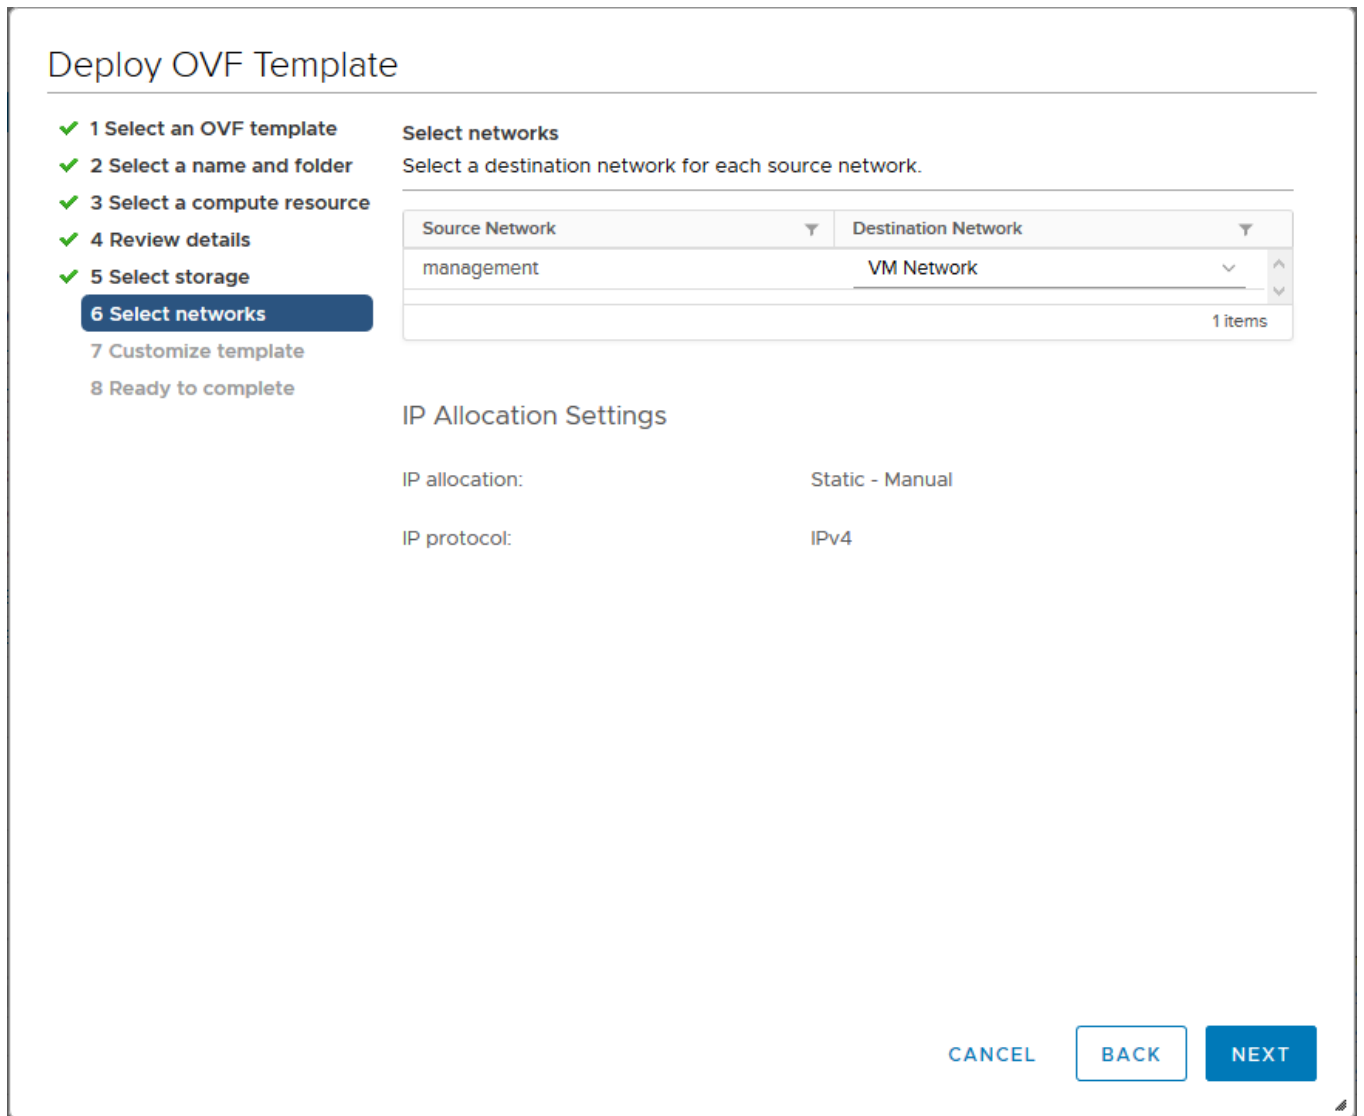 Deploy OVF Template
1 Select an OVF template
2 Select a name and folder
3 Select a compute resource
4 Review details
5 Select storage
6 Select networks
7 Customize template
8 Ready to complete
Select networks
Select a destination network for each source network.
Source Network Destination Network
management VM Network
1 items
IP Allocation Settings
IP allocation: Static - Manual
IP protocol: IPv4
CANCEL BACK NEXT